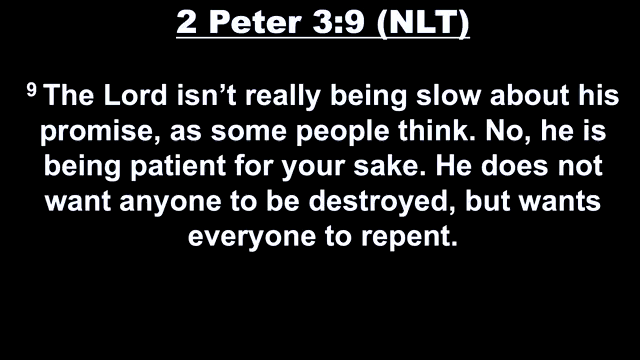 2 Peter 3:9 (NLT)
9 The Lord isn’t really being slow about his
promise, as some people think. No, he is
being patient for your sake. He does not
want anyone to be destroyed, but wants
everyone to repent.